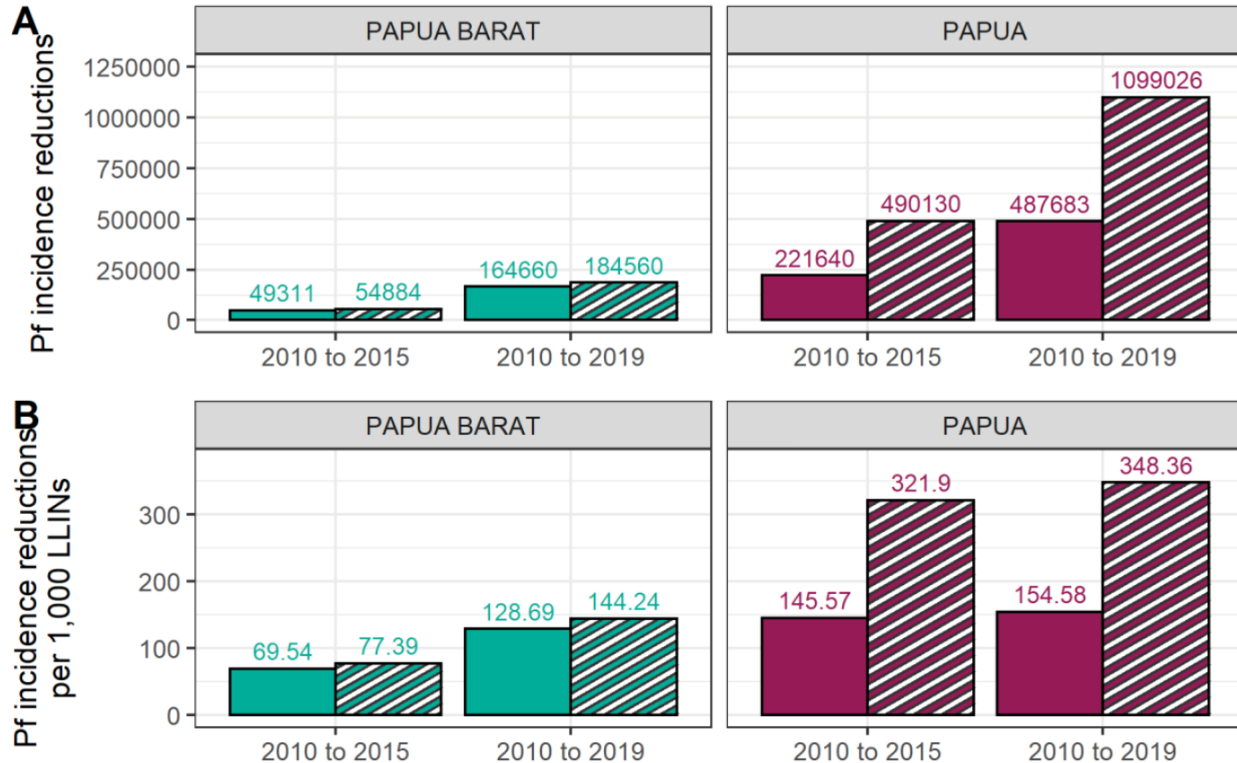 A
PAPUA BARAT
PAPUA
Pf incidence reductions
1250000
1000000
750000
500000
250000
0
49311
54884
164660
184560
221640
490130
487683
1099026
2010 to 2015
2010 to 2019
2010 to 2015
2010 to 2019
B
PAPUA BARAT
PAPUA
Pf incidence reductions
per 1,000 LLINs
300
200
100
0
69.54
77.39
128.69
144.24
145.57
321.9
154.58
348.36
2010 to 2015
2010 to 2019
2010 to 2015
2010 to 2019